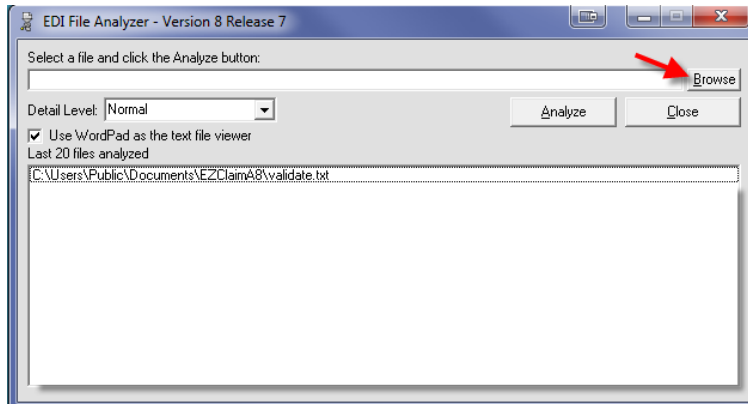 EDI File Analyzer - Version 8 Release 7
Select a file and click the Analyze button:
Browse
Detail Level: Normal
Analyze
Close
Use WordPad as the text file viewer
Last 20 files analyzed
C:\Users\Public\Documents\EZClaimA8\validate.txt